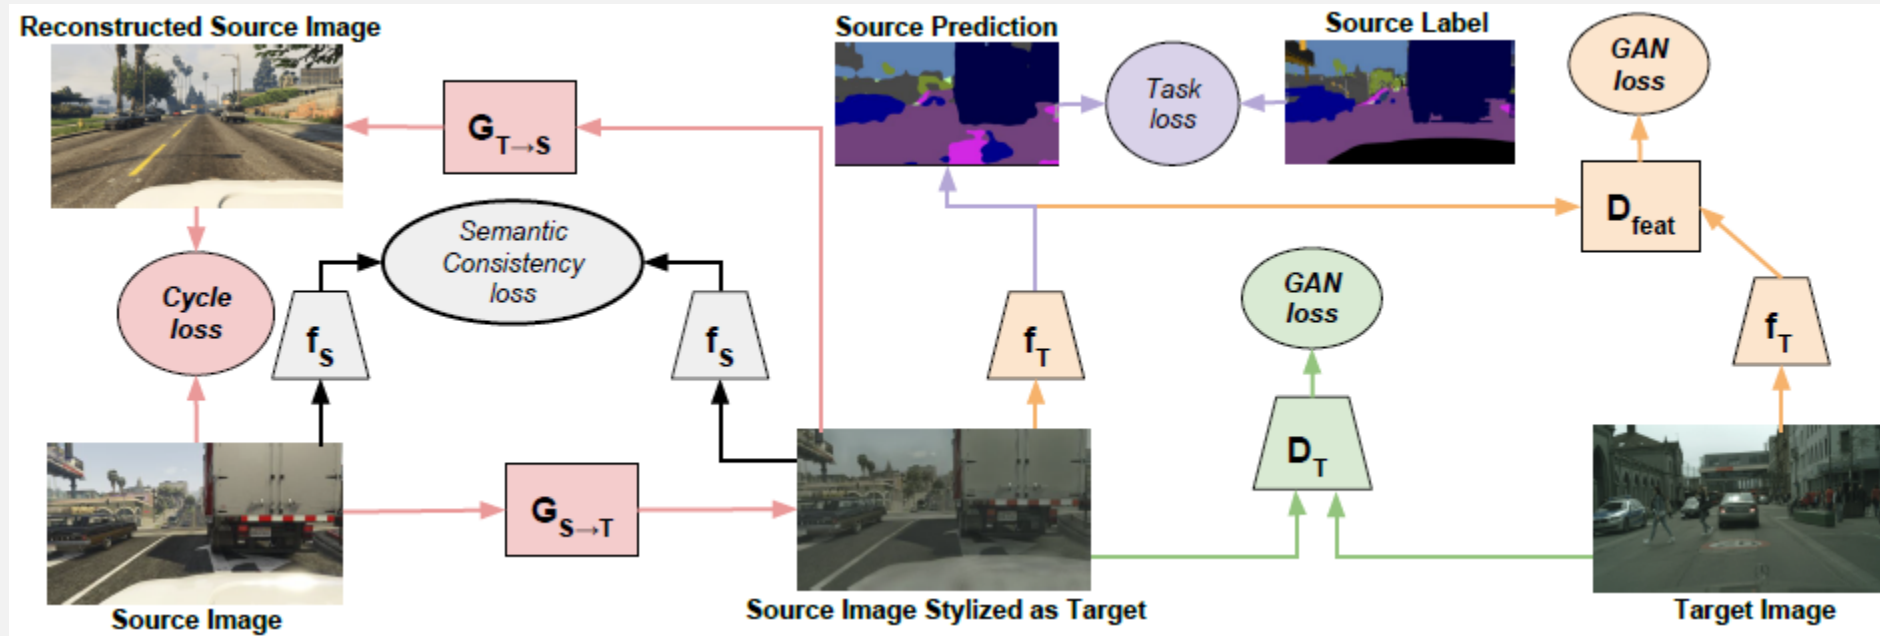 Reconstructed Source Image
Source Prediction
Source Label
GAN
loss
Task
loss
G T→S
D feat
Semantic
Consistency
loss
Cycle
loss
f S
f S
f T
GAN
loss
f T
D T
G S→T
Source Image
Source Image Stylized as Target
Target Image